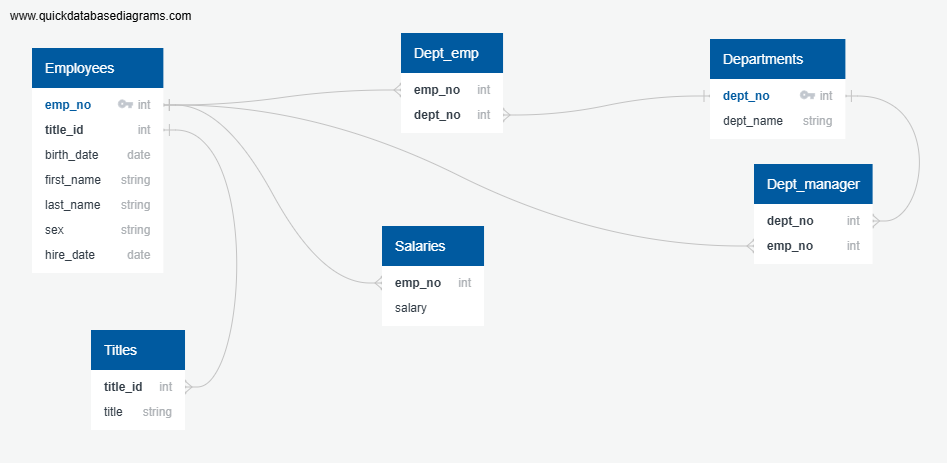 www.quickdatabasediagrams.com
Employees
emp_no int
title_id int
birth_date date
first_name string
last_name string
sex string
hire_date date
Dept_emp
emp_no int
dept_no int
Departments
dept_no int
dept_name string
Dept_manager
dept_no int
emp_no int
Salaries
emp_no int
salary
Titles
title_id int
title string